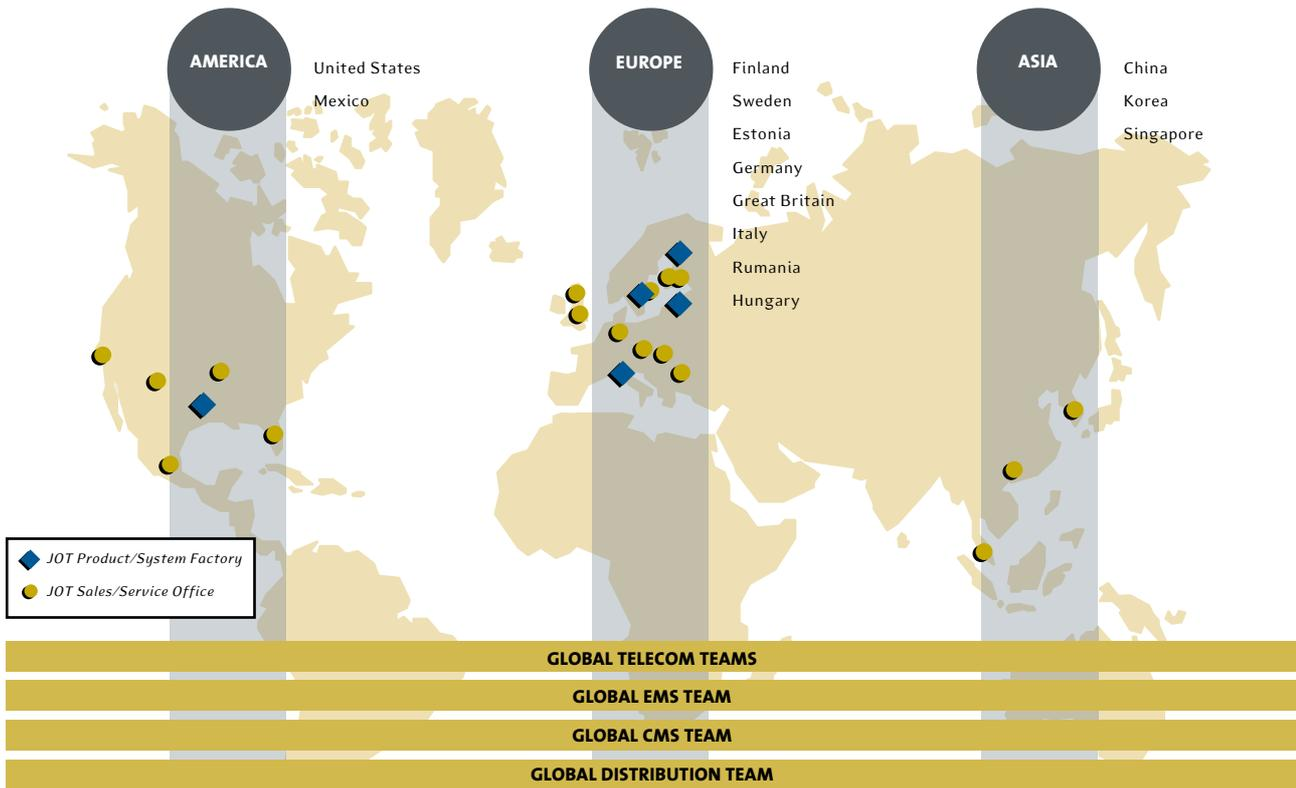 AMERICA
United States
Mexico
EUROPE
Finland
Sweden
Estonia
Germany
Great Britain
Italy
Rumania
Hungary
ASIA
China
Korea
Singapore
JOT Product/System Factory
JOT Sales/Service Office
GLOBAL TELECOM TEAMS
GLOBAL EMS TEAM
GLOBAL CMS TEAM
GLOBAL DISTRIBUTION TEAM